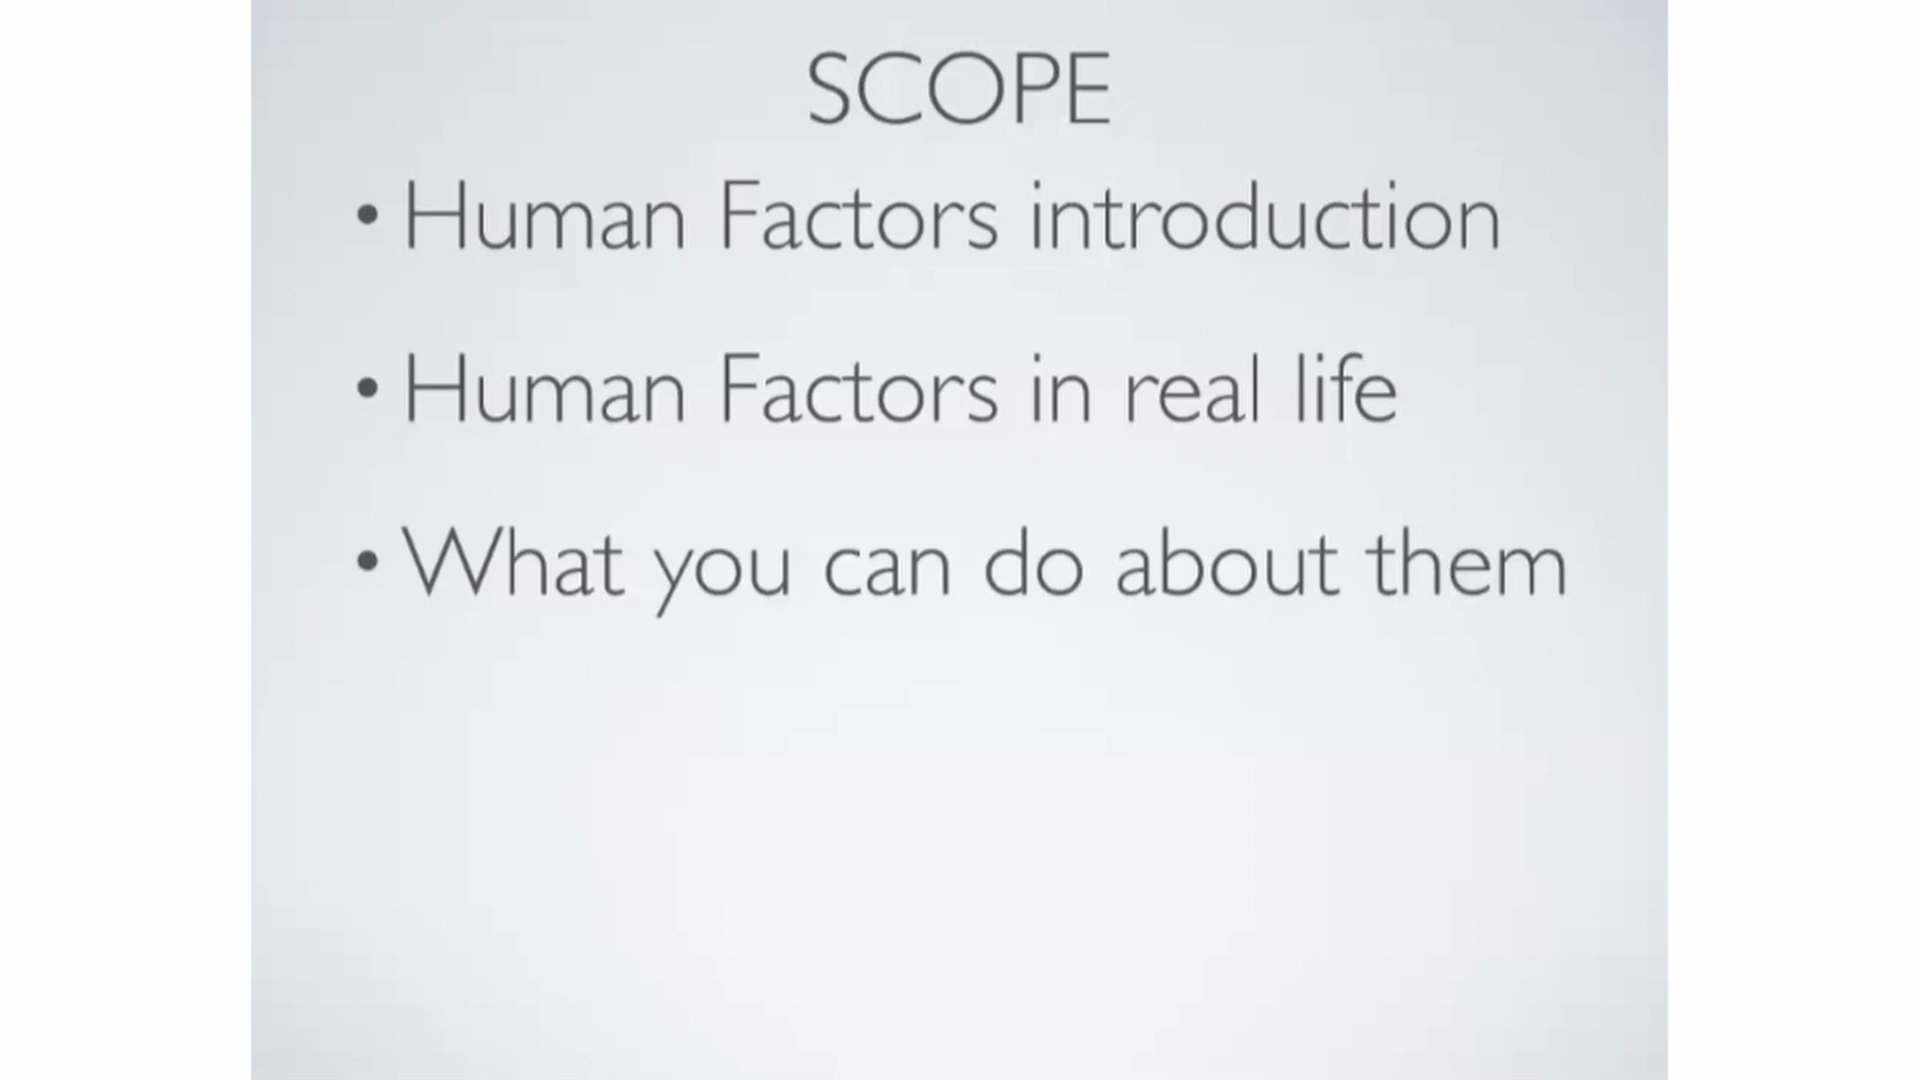 SCOPE
• Human Factors introduction
• Human Factors in real life
• What you can do about them